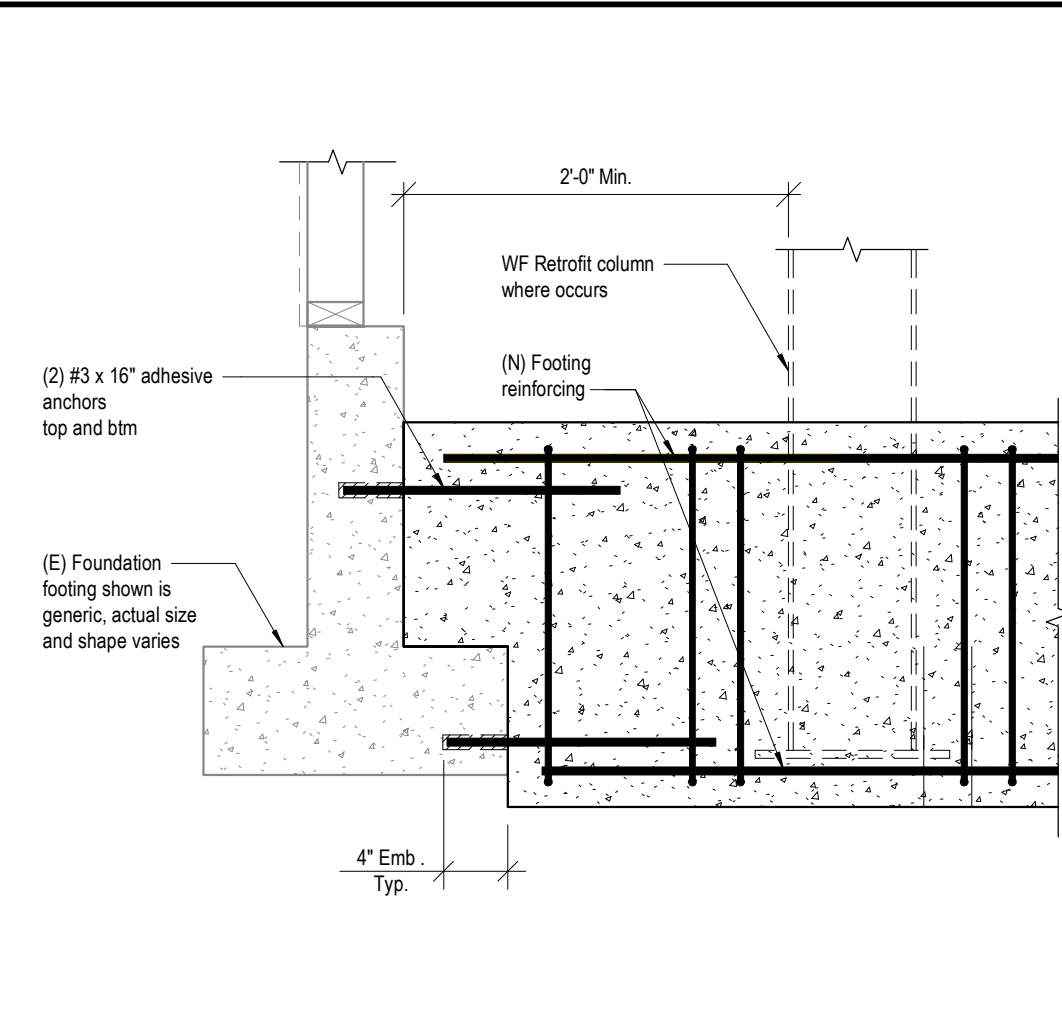 2'-0" Min.
WF Retrofit column
where occurs
(N) Footing
reinforcing
(2) #3 x 16" adhesive
anchors
top and btm
(E) Foundation
footing shown is
generic, actual size
and shape varies
4" Emb .
Typ.